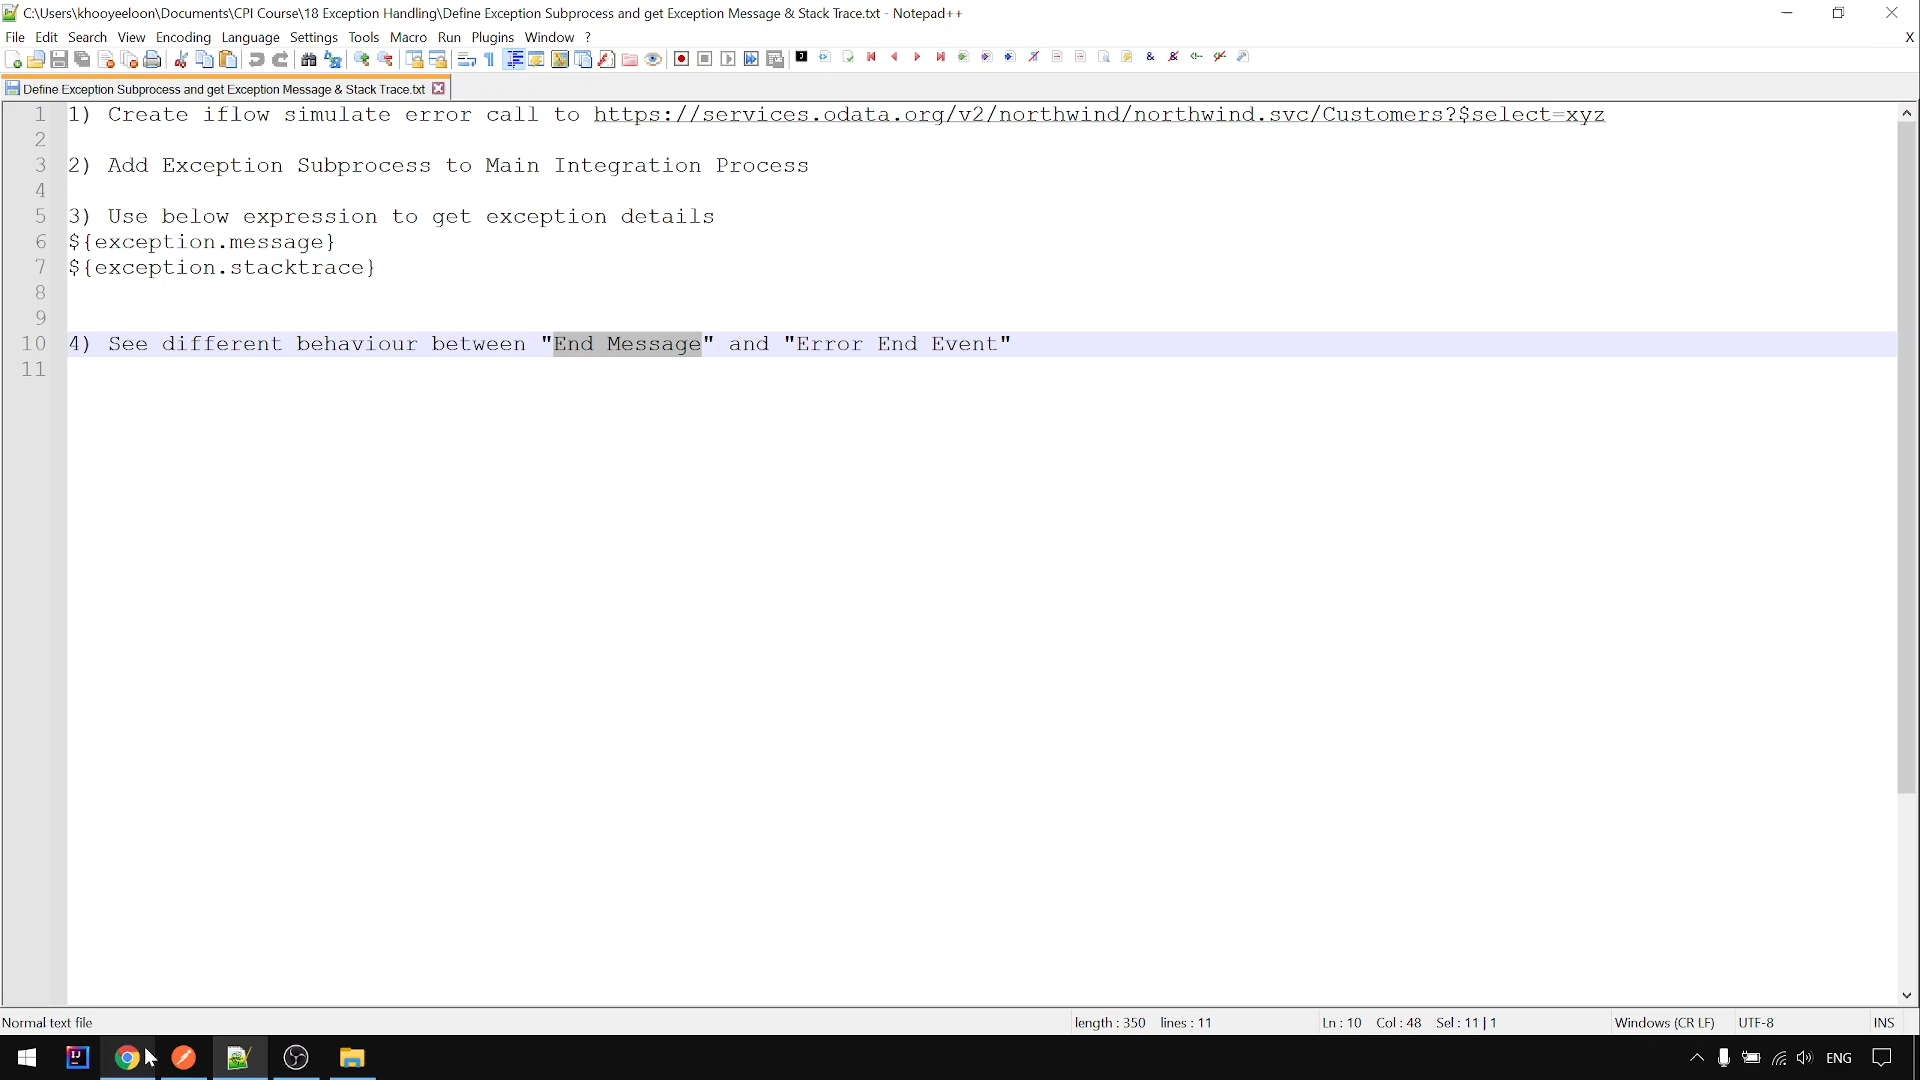 C:\Users\khooyeeloon\Documents\CPI Course\18 Exception Handling\Define Exception Subprocess and get Exception Message & Stack Trace.txt - Notepad++
File Edit Search View Encoding Language Settings Tools Macro Run Plugins Window ? X
Define Exception Subprocess and get Exception Message & Stack Trace.txt
1 1) Create iflow simulate error call to https://services.odata.org/v2/northwind/northwind.svc/Customers?$select=xyz
2
3 2) Add Exception Subprocess to Main Integration Process
4
5 3) Use below expression to get exception details
6 ${exception.message}
7 ${exception.stacktrace}
8
9
10 4) See different behaviour between "End Message" and "Error End Event"
11
Normal text file length : 350 lines : 11 Ln : 10 Col : 48 Sel : 11 | 1 Windows (CR LF) UTF-8 INS
ENG